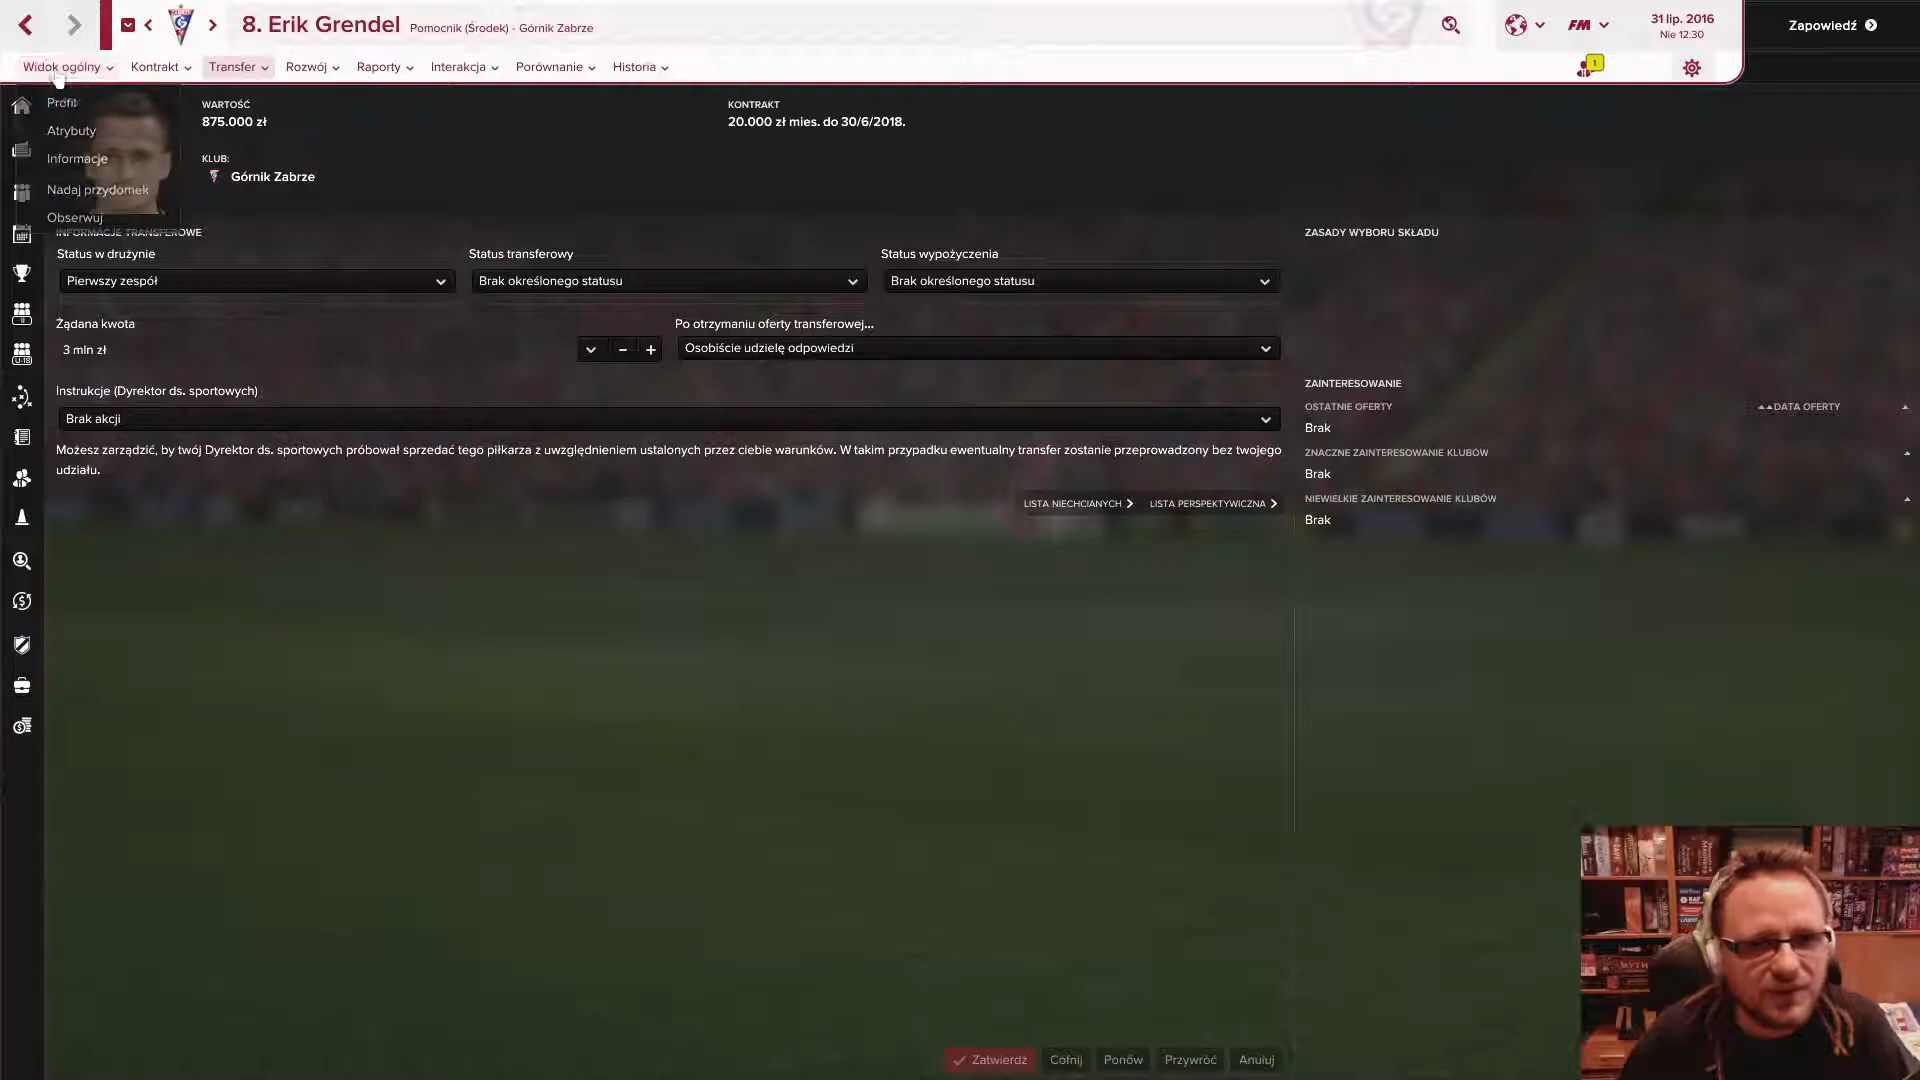 8. Erik Grendel Pomocnik (Środek) - Górnik Zabrze
31 lip. 2016
Nie 12:30
Zapowiedź
FM
Widok ogólny Kontrakt Transfer Rozwój Raporty Interakcja Porównanie Historia
1
Profil
Atrybuty
Informacje
Nadaj przydomek
Obserwuj
WARTOŚĆ
875.000 zł
KONTRAKT
20.000 zł mies. do 30/6/2018.
KLUB:
Górnik Zabrze
INFORMACJE TRANSFEROWE
Status w drużynie Status transferowy Status wypożyczenia
Pierwszy zespół Brak określonego statusu Brak określonego statusu
Żądana kwota Po otrzymaniu oferty transferowej...
3 mln zł Osobiście udzielę odpowiedzi
Instrukcje (Dyrektor ds. sportowych)
Brak akcji
Możesz zarządzić, by twój Dyrektor ds. sportowych próbował sprzedać tego piłkarza z uwzględnieniem ustalonych przez ciebie warunków. W takim przypadku ewentualny transfer zostanie przeprowadzony bez twojego
udziału.
LISTA NIECHCIANYCH LISTA PERSPEKTYWICZNA
ZASADY WYBORU SKŁADU
ZAINTERESOWANIE
OSTATNIE OFERTY DATA OFERTY
Brak
ZNACZNE ZAINTERESOWANIE KLUBÓW
Brak
NIEWIELKIE ZAINTERESOWANIE KLUBÓW
Brak
U-18
Zatwierdź Cofnij Ponów Przywróć Anuluj